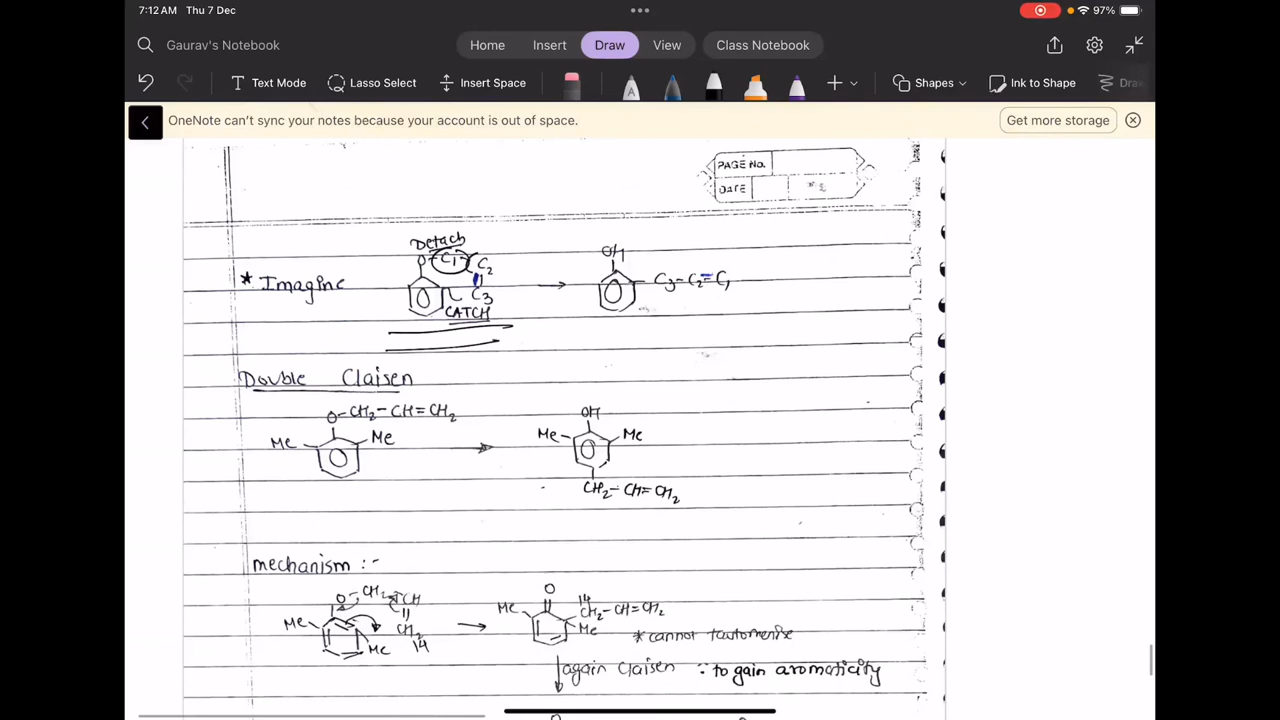 7:12 AM Thu 7 Dec
97%
Gaurav's Notebook
Home Insert Draw View Class Notebook
Text Mode Lasso Select Insert Space Shapes Ink to Shape Dra
OneNote can't sync your notes because your account is out of space. Get more storage
PAGE No.
DATE
Detach
* Imagine O-C₁ C₂ C₃ CATCH → OH C₃-C₂=C₁
Double Claisen
O-CH₂-CH=CH₂
Me Me
OH
Me Me
CH₂-CH=CH₂
mechanism :-
O-CH₂ CH
CH₂
14
Me Me
O
Me 14
CH₂-CH=CH₂
Me
*cannot tautomerise
again Claisen ∵ to gain aromaticity